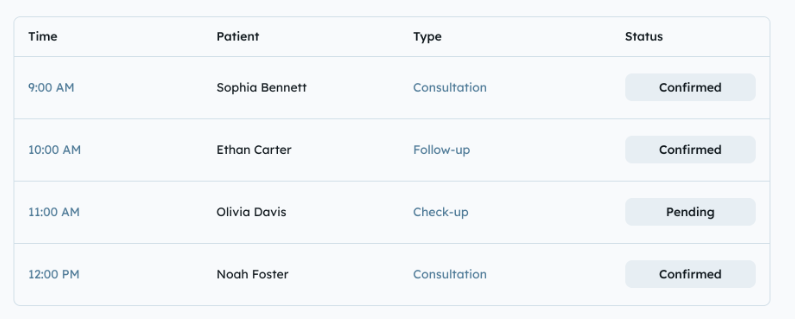 Time Patient Type Status
9:00 AM Sophia Bennett Consultation Confirmed
10:00 AM Ethan Carter Follow-up Confirmed
11:00 AM Olivia Davis Check-up Pending
12:00 PM Noah Foster Consultation Confirmed